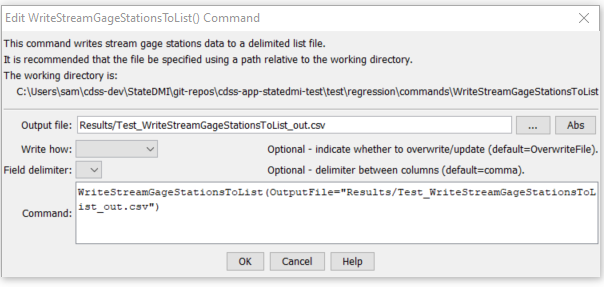 Edit WriteStreamGageStationsToList() Command
This command writes stream gage stations data to a delimited list file.
It is recommended that the file be specified using a path relative to the working directory.
The working directory is:
C:\Users\sam\cdss-dev\StateDMI\git-repos\cdss-app-statedmi-test\test\regression\commands\WriteStreamGageStationsToList
Output file: Results/Test_WriteStreamGageStationsToList_out.csv ... Abs
Write how: Optional - indicate whether to overwrite/update (default=OverwriteFile).
Field delimiter: Optional - delimiter between columns (default=comma).
WriteStreamGageStationsToList(OutputFile="Results/Test_WriteStreamGageStationsToL
ist_out.csv")
Command:
OK Cancel Help